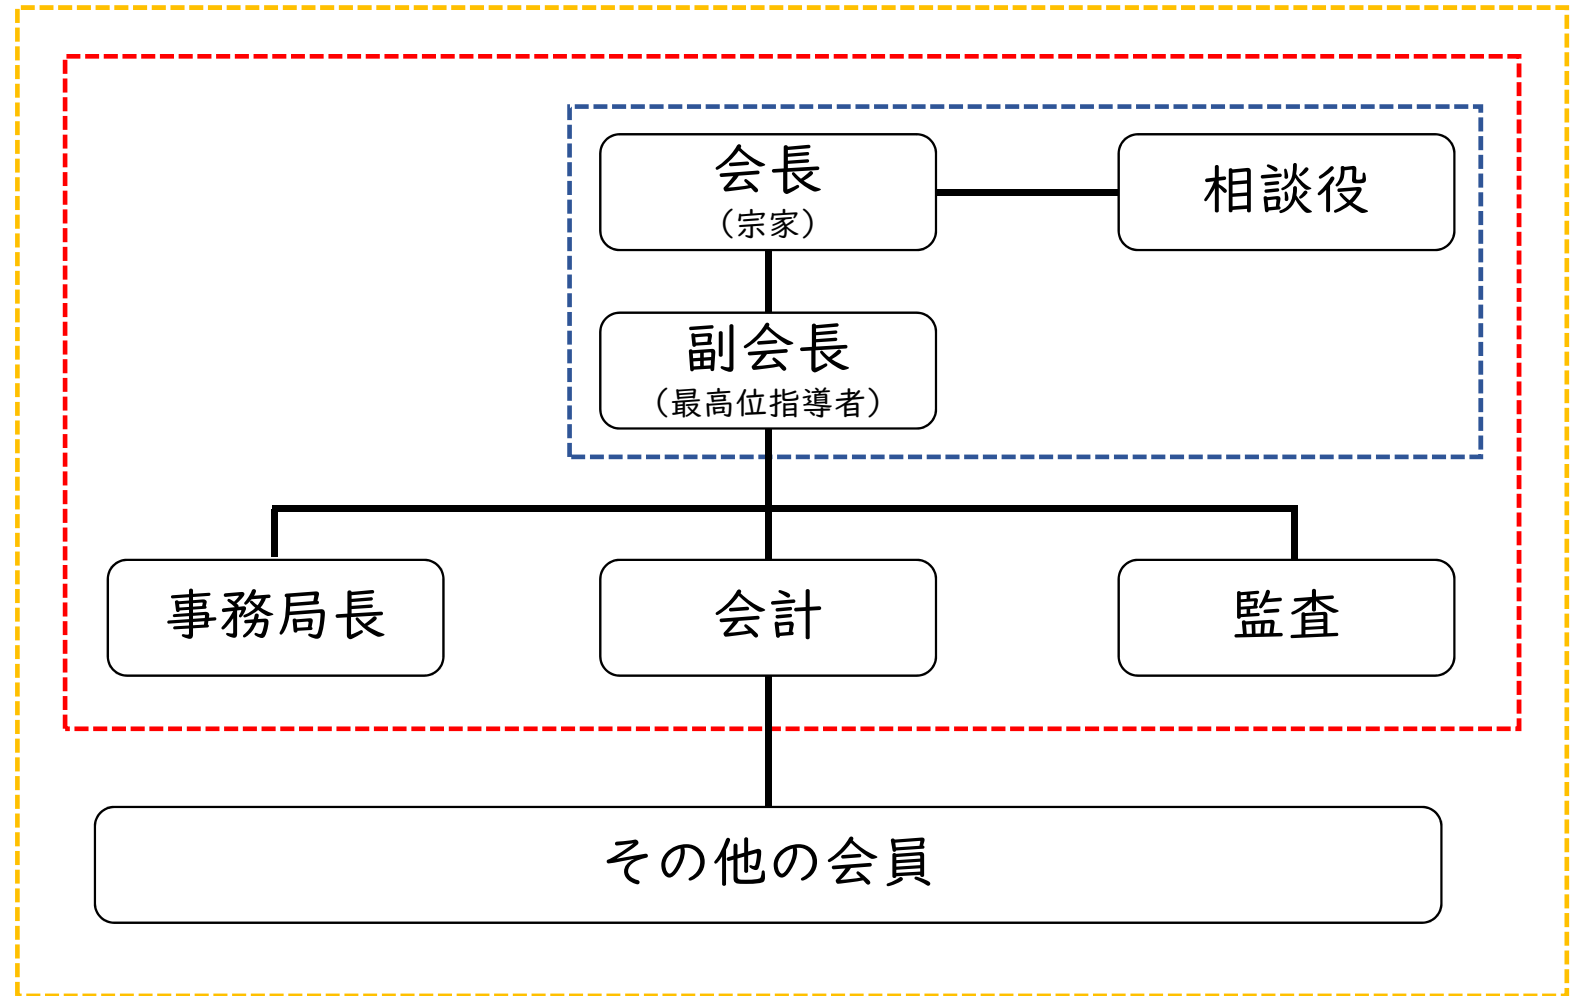 会長
（宗家）
相談役
副会長
（最高位指導者）
事務局長
会計
監査
その他の会員